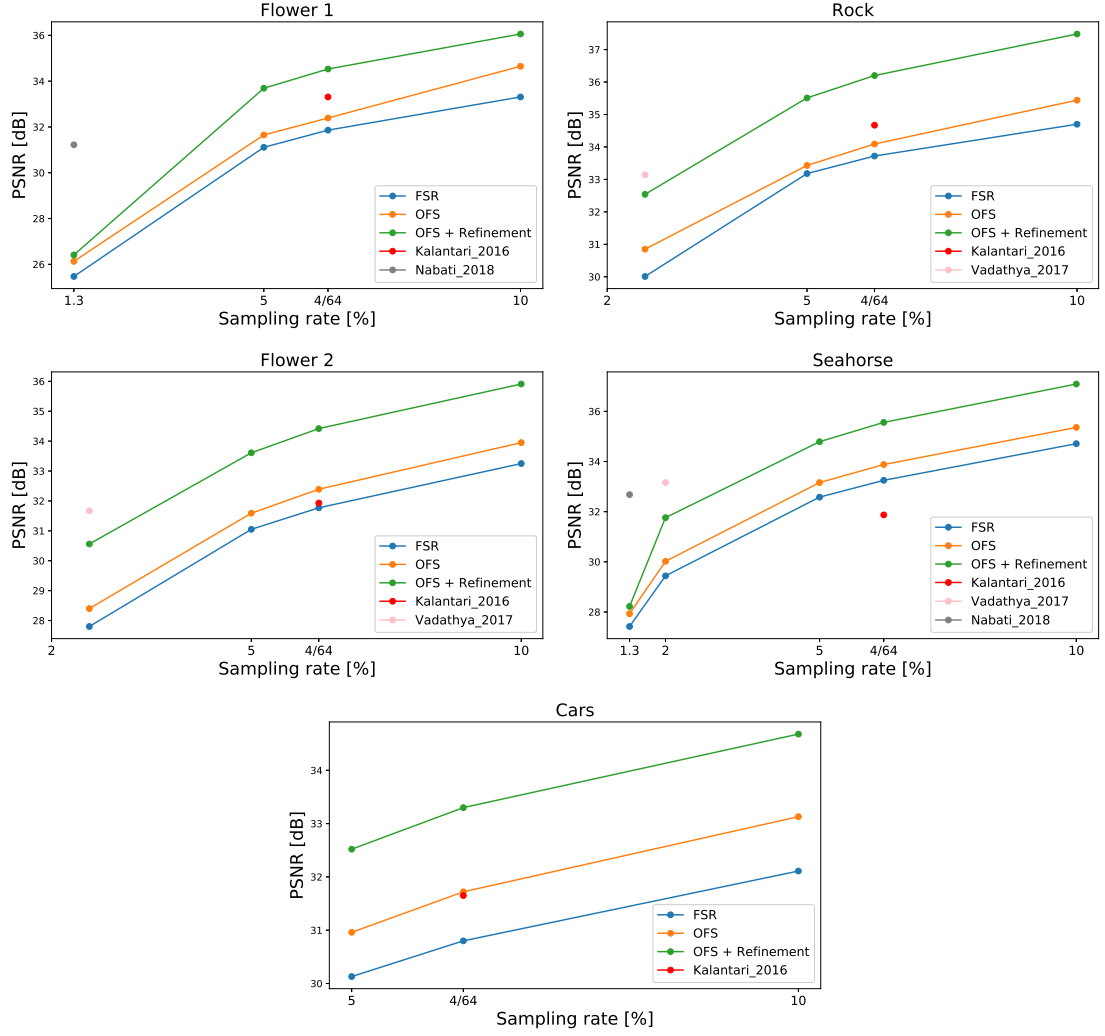 Flower 1
PSNR [dB]
36
34
32
30
28
26
FSR
OFS
OFS + Refinement
Kalantari_2016
Nabati_2018
1.3 5 4/64 10
Sampling rate [%]
Rock
PSNR [dB]
37
36
35
34
33
32
31
30
FSR
OFS
OFS + Refinement
Kalantari_2016
Vadathya_2017
2 5 4/64 10
Sampling rate [%]
Flower 2
PSNR [dB]
36
35
34
33
32
31
30
29
28
FSR
OFS
OFS + Refinement
Kalantari_2016
Vadathya_2017
2 5 4/64 10
Sampling rate [%]
Seahorse
PSNR [dB]
36
34
32
30
28
FSR
OFS
OFS + Refinement
Kalantari_2016
Vadathya_2017
Nabati_2018
1.3 2 5 4/64 10
Sampling rate [%]
Cars
PSNR [dB]
34
33
32
31
30
FSR
OFS
OFS + Refinement
Kalantari_2016
5 4/64 10
Sampling rate [%]